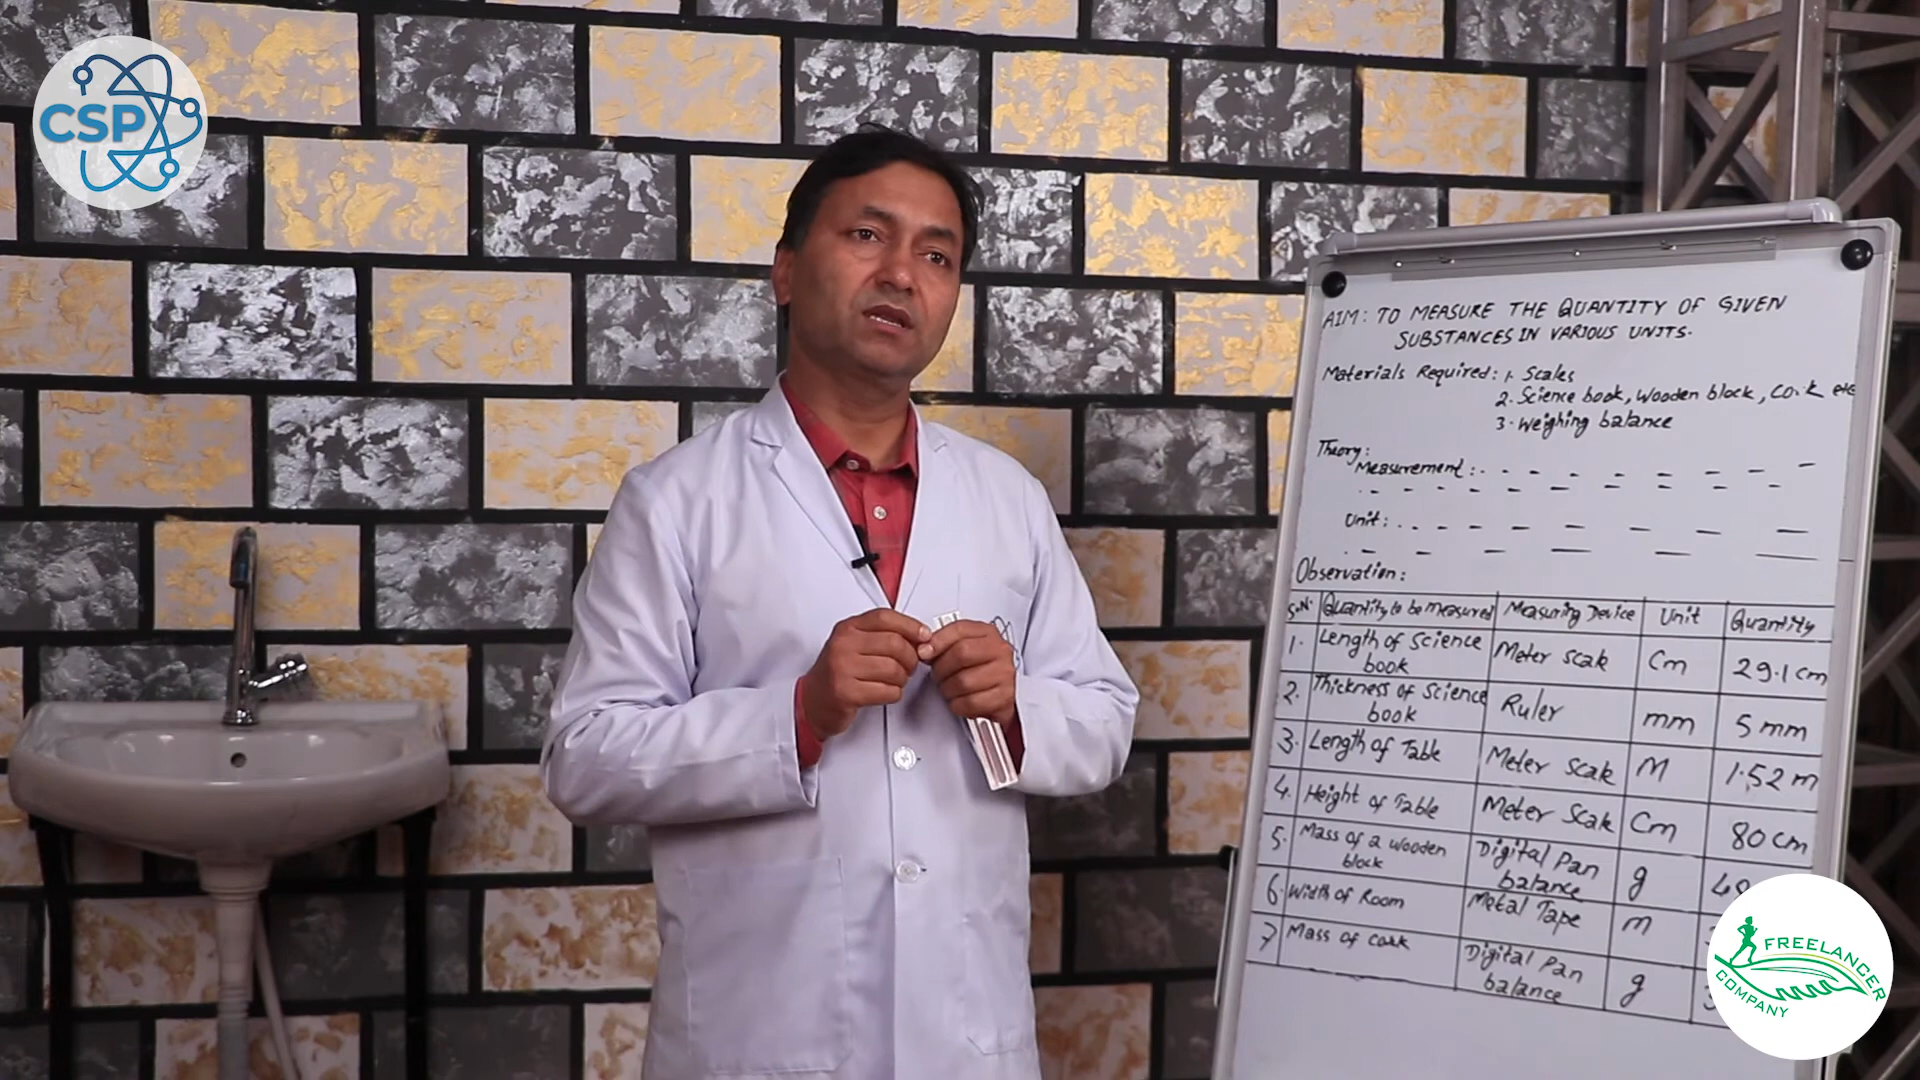 CSP
AIM: TO MEASURE THE QUANTITY OF GIVEN
SUBSTANCES IN VARIOUS UNITS.
Materials Required: 1. Scales
2. Science book, Wooden block, Cork etc
3. Weighing balance
Theory:
Measurement:
Unit:
Observation:
S.N. Quantity to be measured Measuring Device Unit Quantity
1. Length of Science book Meter Scale Cm 29.1 cm
2. Thickness of Science book Ruler mm 5 mm
3. Length of Table Meter Scale M 1.52 m
4. Height of Table Meter Scale Cm 80 cm
5. Mass of a wooden block Digital Pan balance g
6. Width of Room Metal Tape m
7 Mass of Cork Digital Pan balance g
FREELANCER
COMPANY